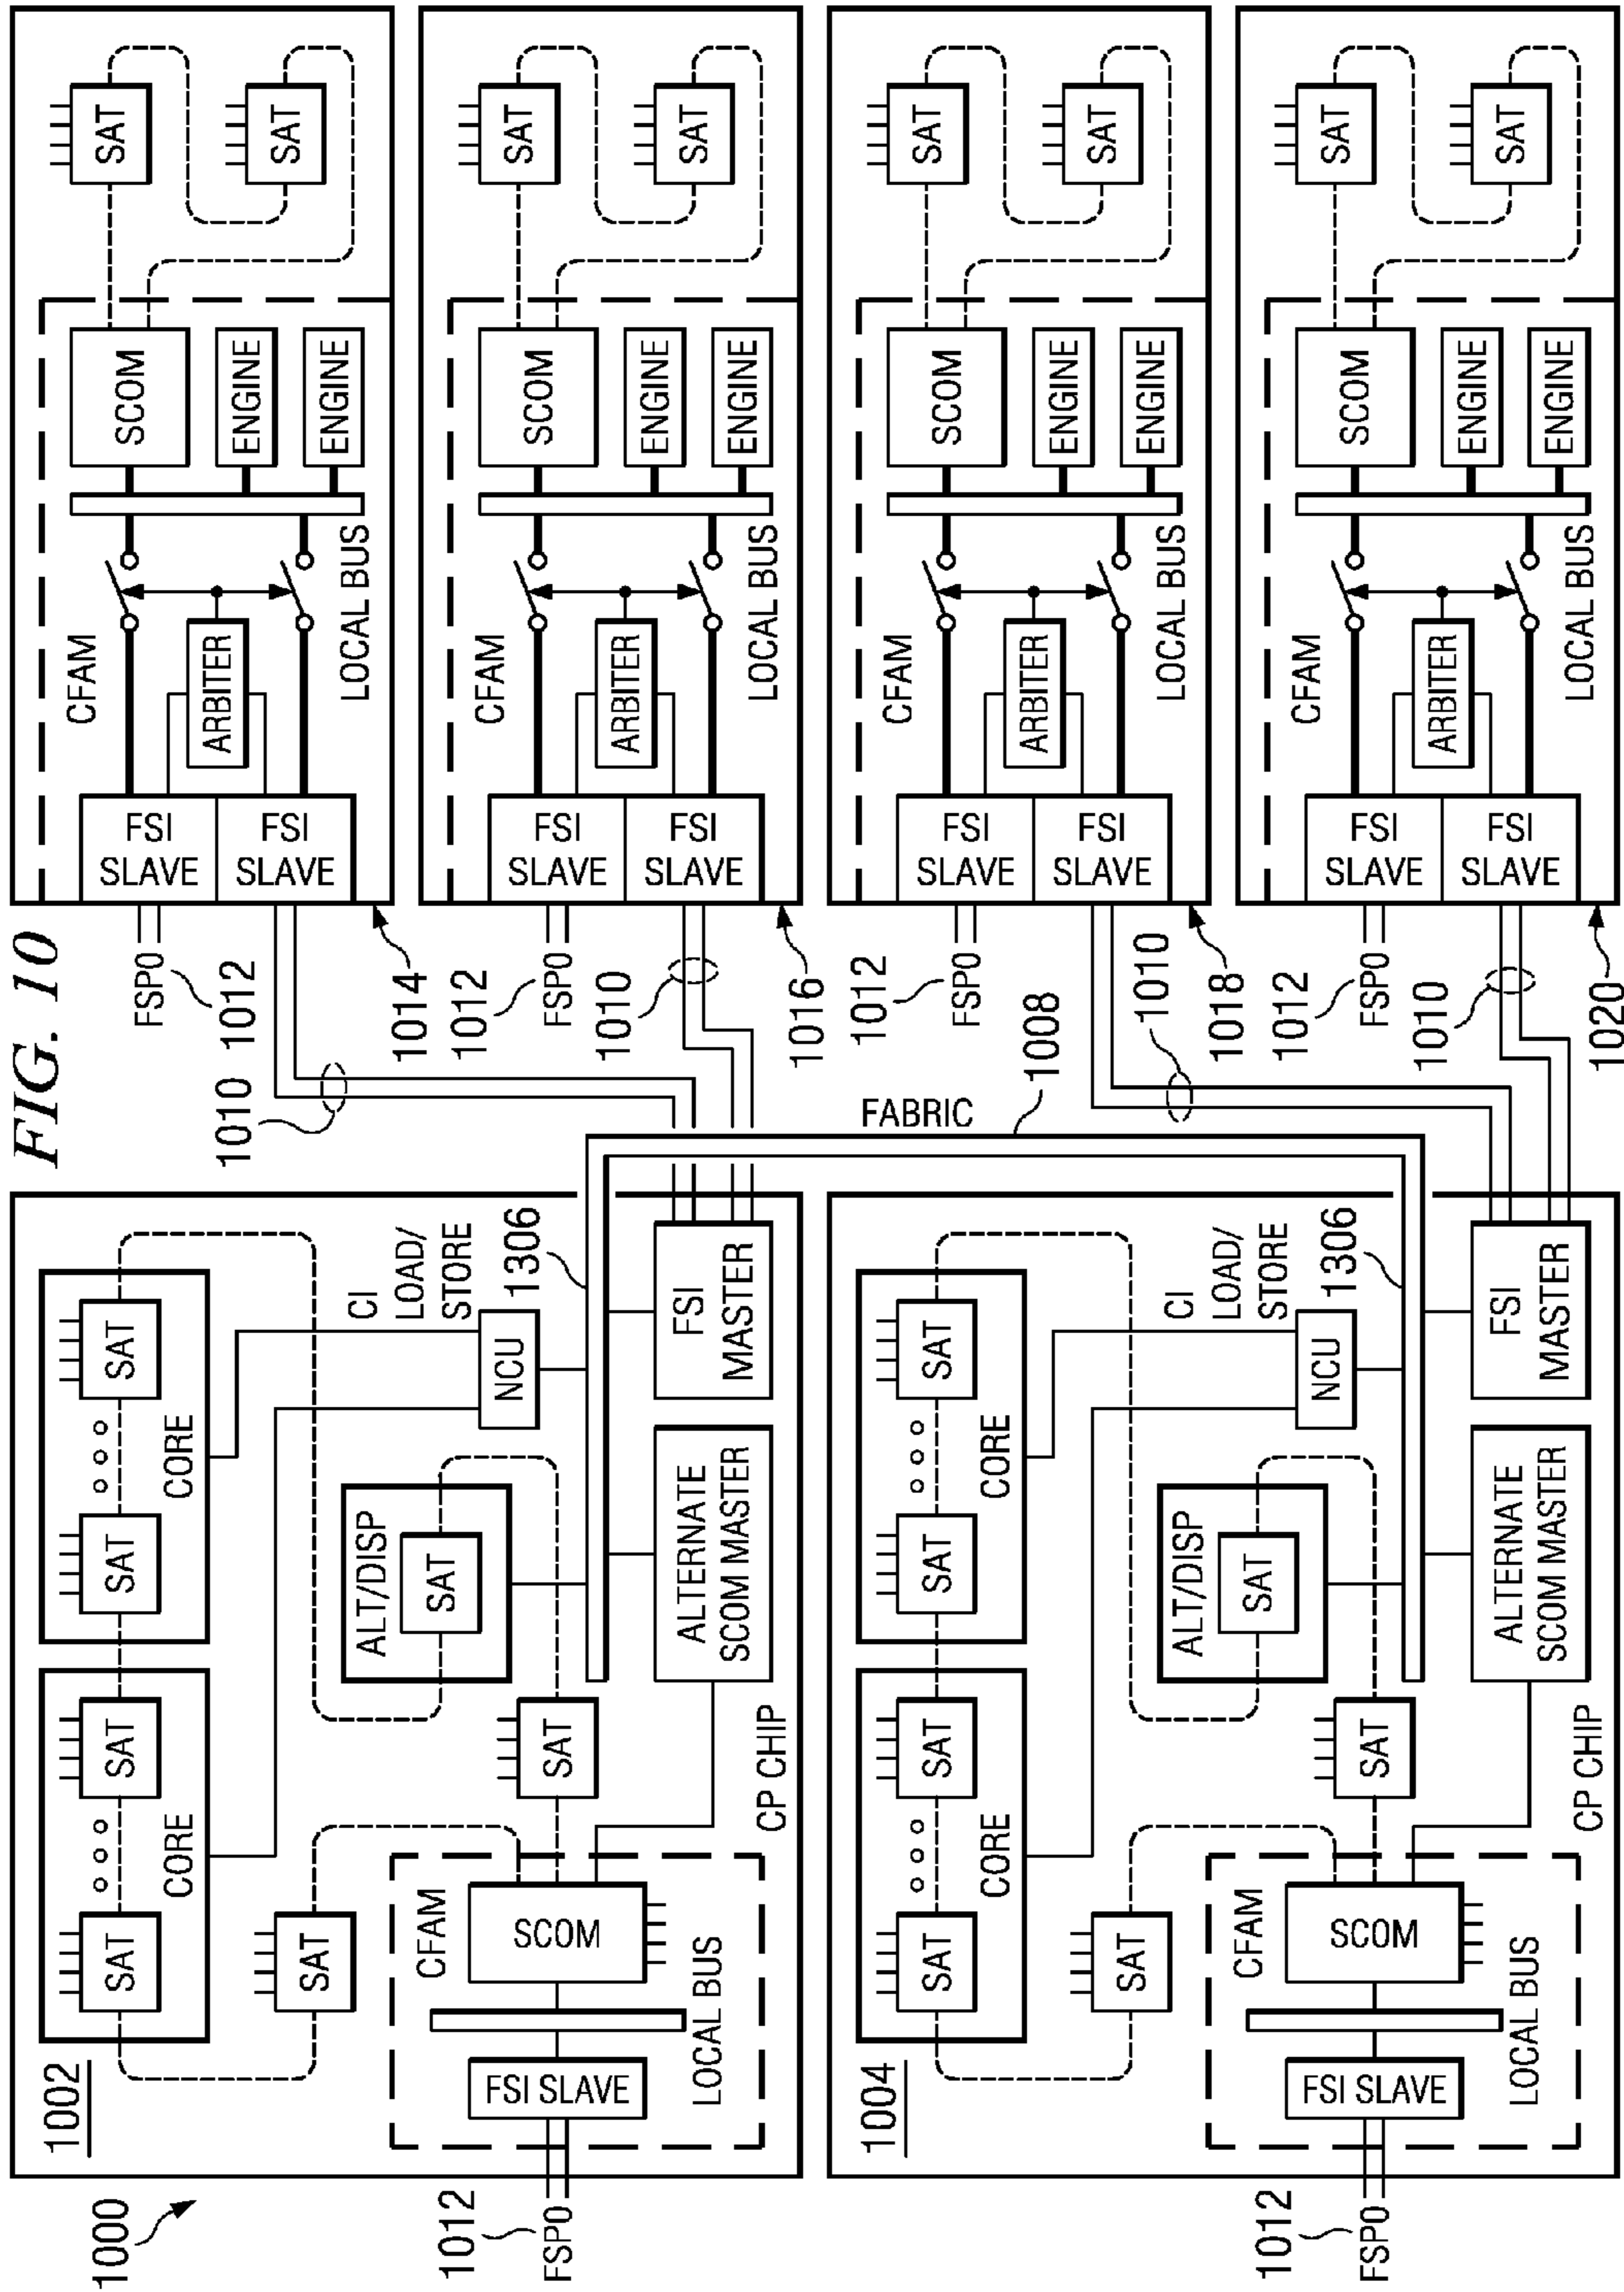 FIG. 10
1000
1002
SAT
SAT
SAT
SAT
CORE
CORE
SAT
CI
LOAD/
STORE
ALT/DISP
SAT
CFAM
NCU
1306
1012
FSP0
FSI SLAVE
SCOM
SAT
LOCAL BUS
ALTERNATE
SCOM MASTER
FSI
MASTER
CP CHIP
1004
SAT
SAT
SAT
SAT
CORE
CORE
SAT
CI
LOAD/
STORE
ALT/DISP
SAT
CFAM
NCU
1306
1012
FSP0
FSI SLAVE
SCOM
SAT
LOCAL BUS
ALTERNATE
SCOM MASTER
FSI
MASTER
CP CHIP
FABRIC
1008
FSP0
1012
1010
1014
FSI
SLAVE
FSI
SLAVE
CFAM
ARBITER
LOCAL BUS
SCOM
ENGINE
ENGINE
SAT
SAT
1012
FSP0
1010
1016
FSI
SLAVE
FSI
SLAVE
CFAM
ARBITER
LOCAL BUS
SCOM
ENGINE
ENGINE
SAT
SAT
1012
FSP0
1010
1018
FSI
SLAVE
FSI
SLAVE
CFAM
ARBITER
LOCAL BUS
SCOM
ENGINE
ENGINE
SAT
SAT
1012
FSP0
1010
1020
FSI
SLAVE
FSI
SLAVE
CFAM
ARBITER
LOCAL BUS
SCOM
ENGINE
ENGINE
SAT
SAT